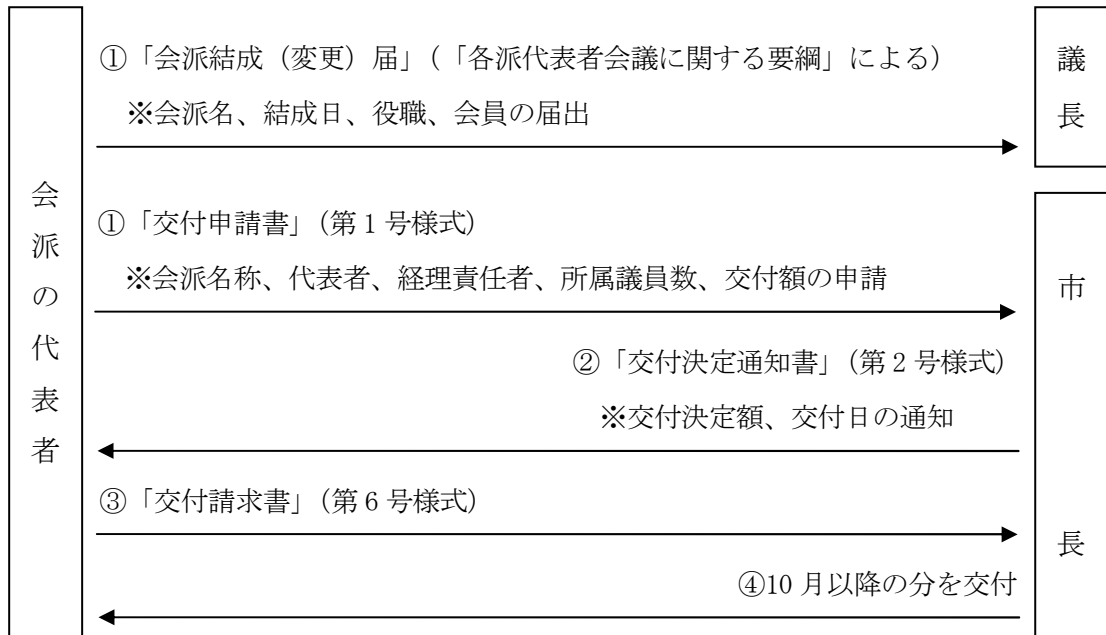 会派の代表者
①「会派結成（変更）届」（「各派代表者会議に関する要綱」による）
※会派名、結成日、役職、会員の届出
議長
①「交付申請書」（第1号様式）
※会派名称、代表者、経理責任者、所属議員数、交付額の申請
②「交付決定通知書」（第2号様式）
※交付決定額、交付日の通知
③「交付請求書」（第6号様式）
④10月以降の分を交付
市長